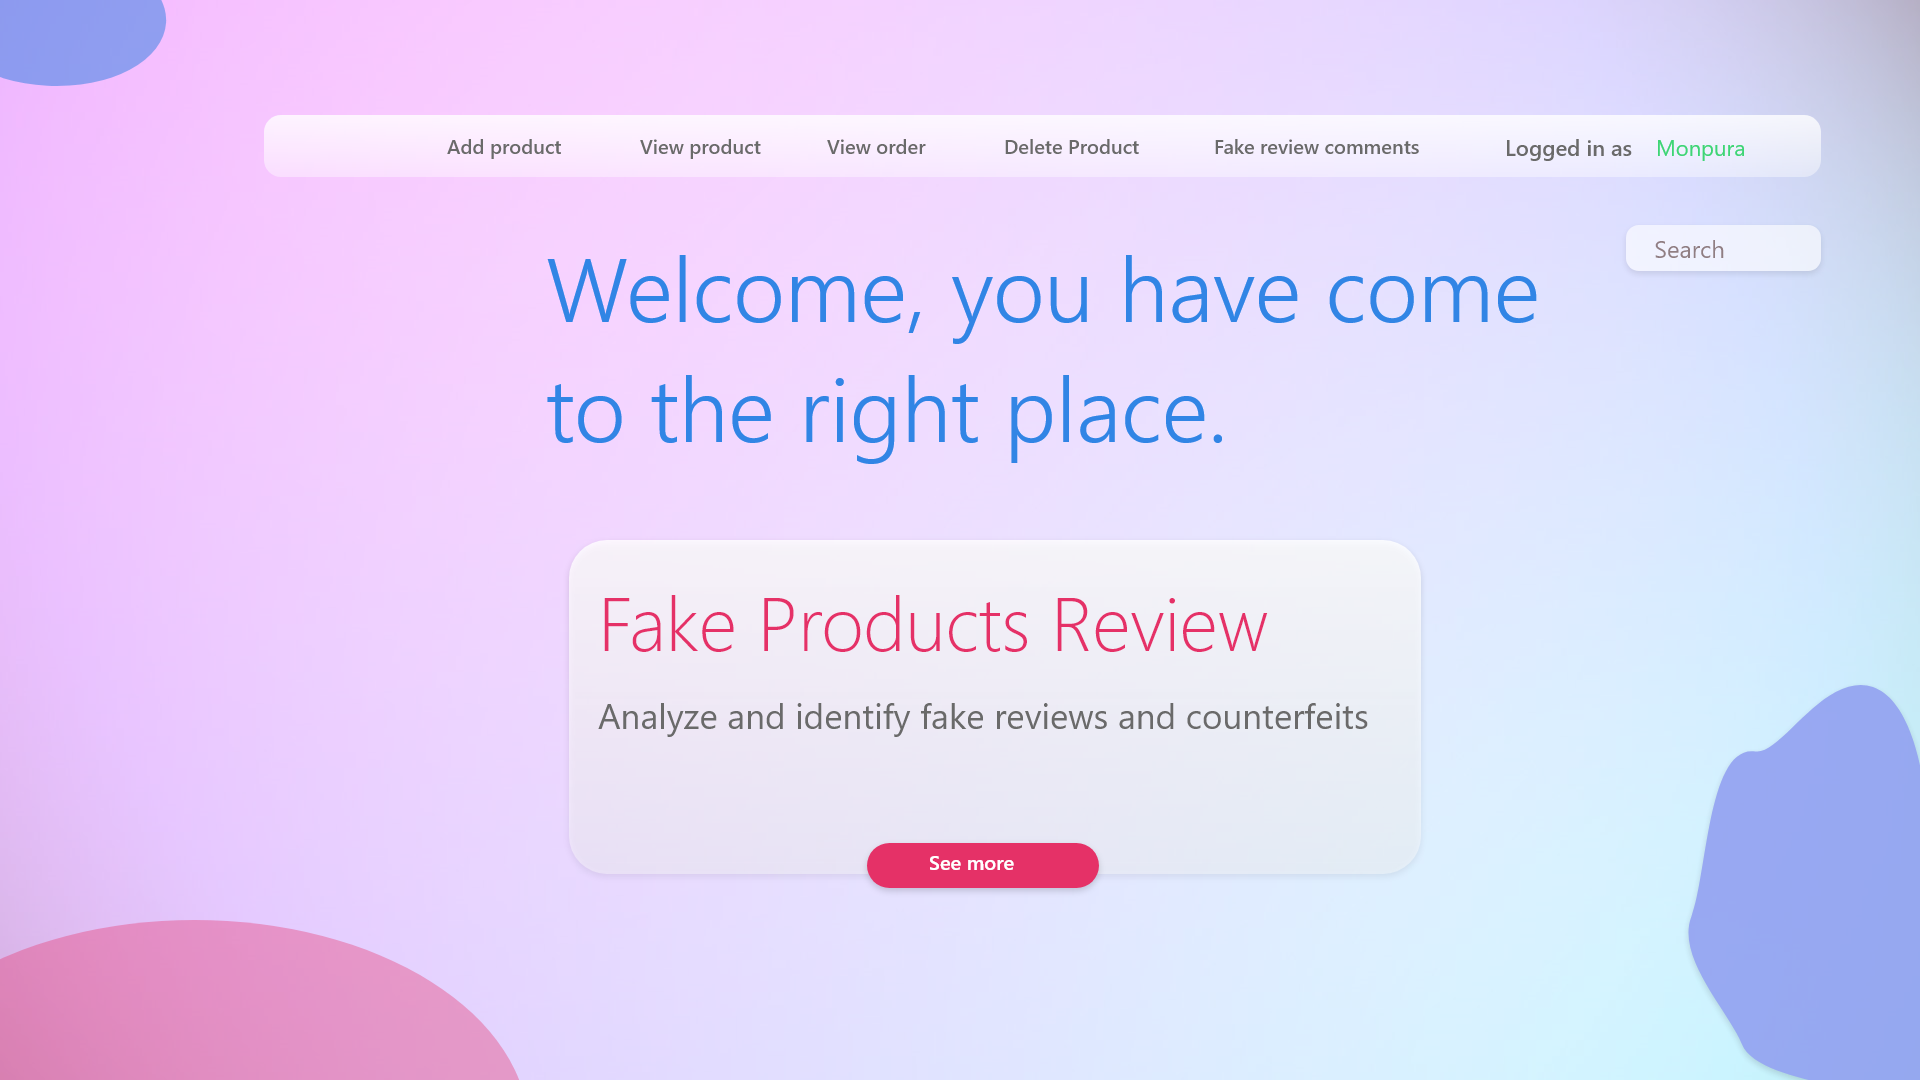 Add product View product View order Delete Product Fake review comments Logged in as Monpura
Search
Welcome, you have come
to the right place.
Fake Products Review
Analyze and identify fake reviews and counterfeits
See more